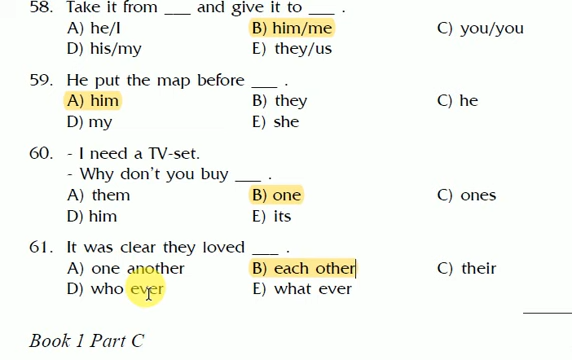 58. Take it from ___ and give it to ___ .
A) he/I B) him/me C) you/you
D) his/my E) they/us
59. He put the map before ___ .
A) him B) they C) he
D) my E) she
60. - I need a TV-set.
- Why don't you buy ___ .
A) them B) one C) ones
D) him E) its
61. It was clear they loved ___ .
A) one another B) each other C) their
D) who ever E) what ever
Book 1 Part C